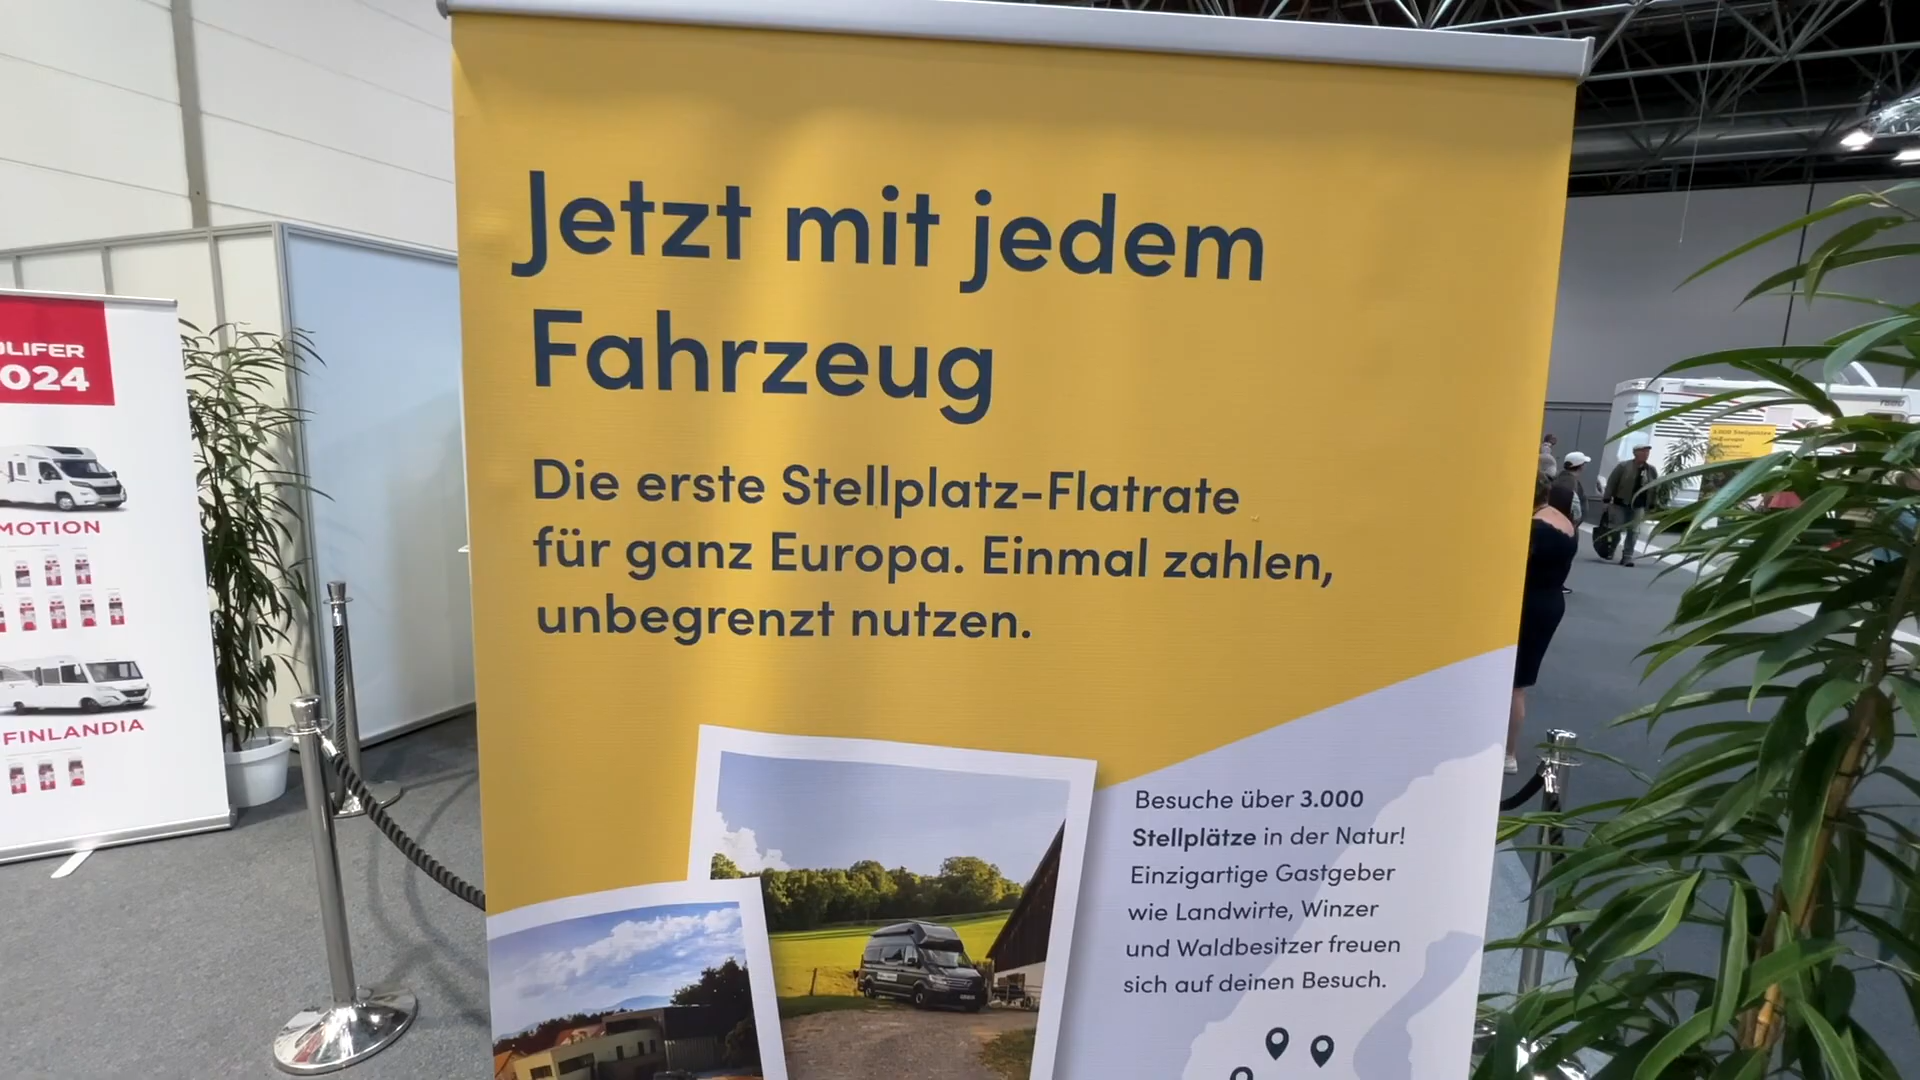 Jetzt mit jedem
Fahrzeug
Die erste Stellplatz-Flatrate
für ganz Europa. Einmal zahlen,
unbegrenzt nutzen.
Besuche über 3.000
Stellplätze in der Natur!
Einzigartige Gastgeber
wie Landwirte, Winzer
und Waldbesitzer freuen
sich auf deinen Besuch.
LIFER
024
MOTION
FINLANDIA